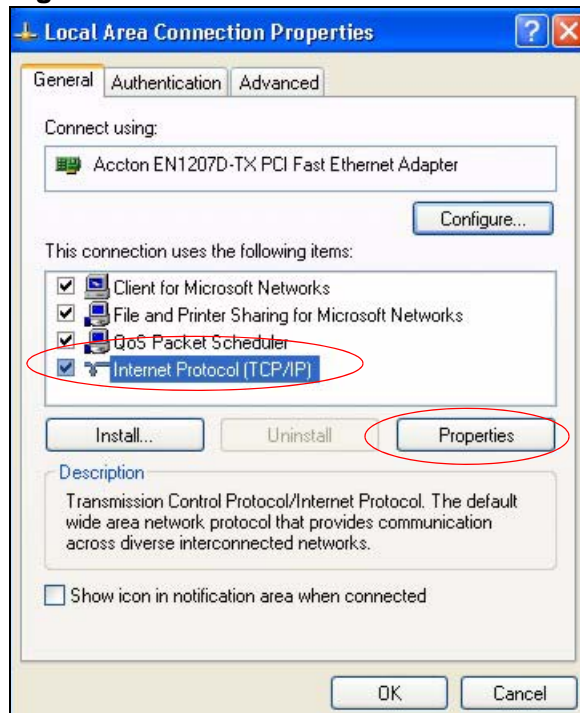 Local Area Connection Properties
General Authentication Advanced
Connect using:
Accton EN1207D-TX PCI Fast Ethernet Adapter
Configure...
This connection uses the following items:
Client for Microsoft Networks
File and Printer Sharing for Microsoft Networks
QoS Packet Scheduler
Internet Protocol (TCP/IP)
Install... Uninstall Properties
Description
Transmission Control Protocol/Internet Protocol. The default
wide area network protocol that provides communication
across diverse interconnected networks.
Show icon in notification area when connected
OK Cancel